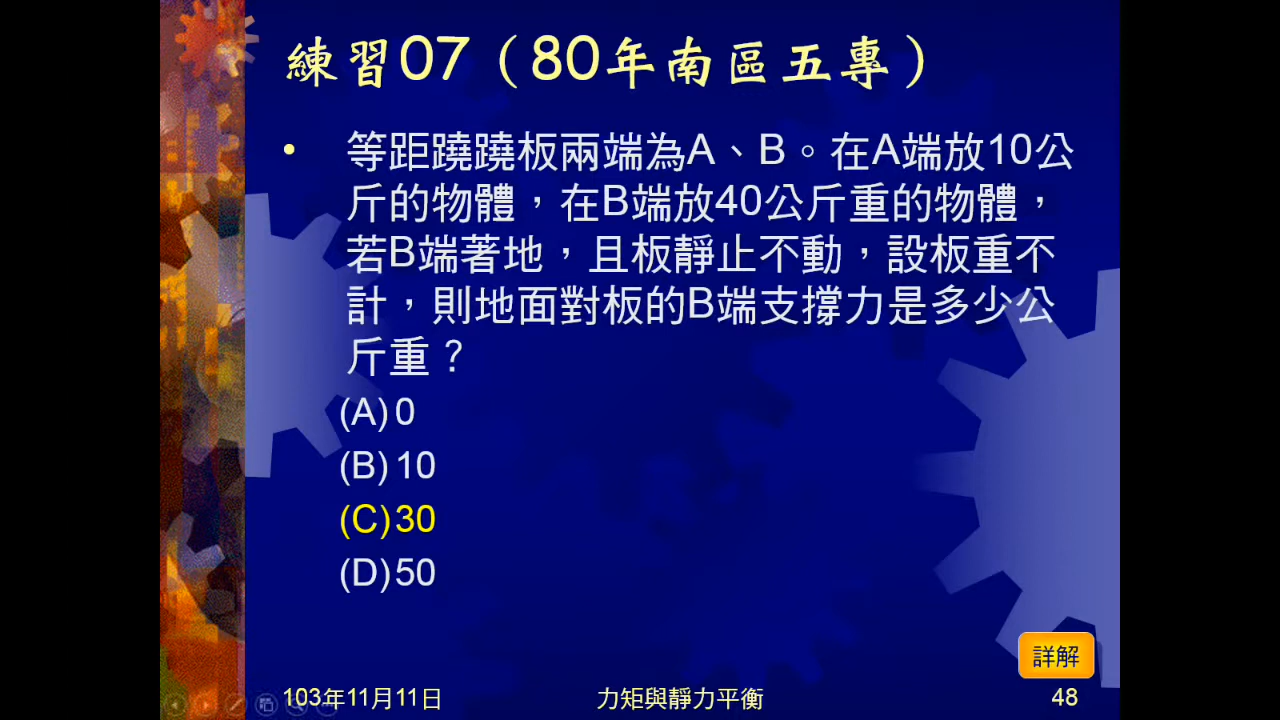 練習07（80年南區五專）
• 等距蹺蹺板兩端為A、B。在A端放10公
斤的物體，在B端放40公斤重的物體，
若B端著地，且板靜止不動，設板重不
計，則地面對板的B端支撐力是多少公
斤重？
(A) 0
(B) 10
(C) 30
(D) 50
詳解
103年11月11日 力矩與靜力平衡 48